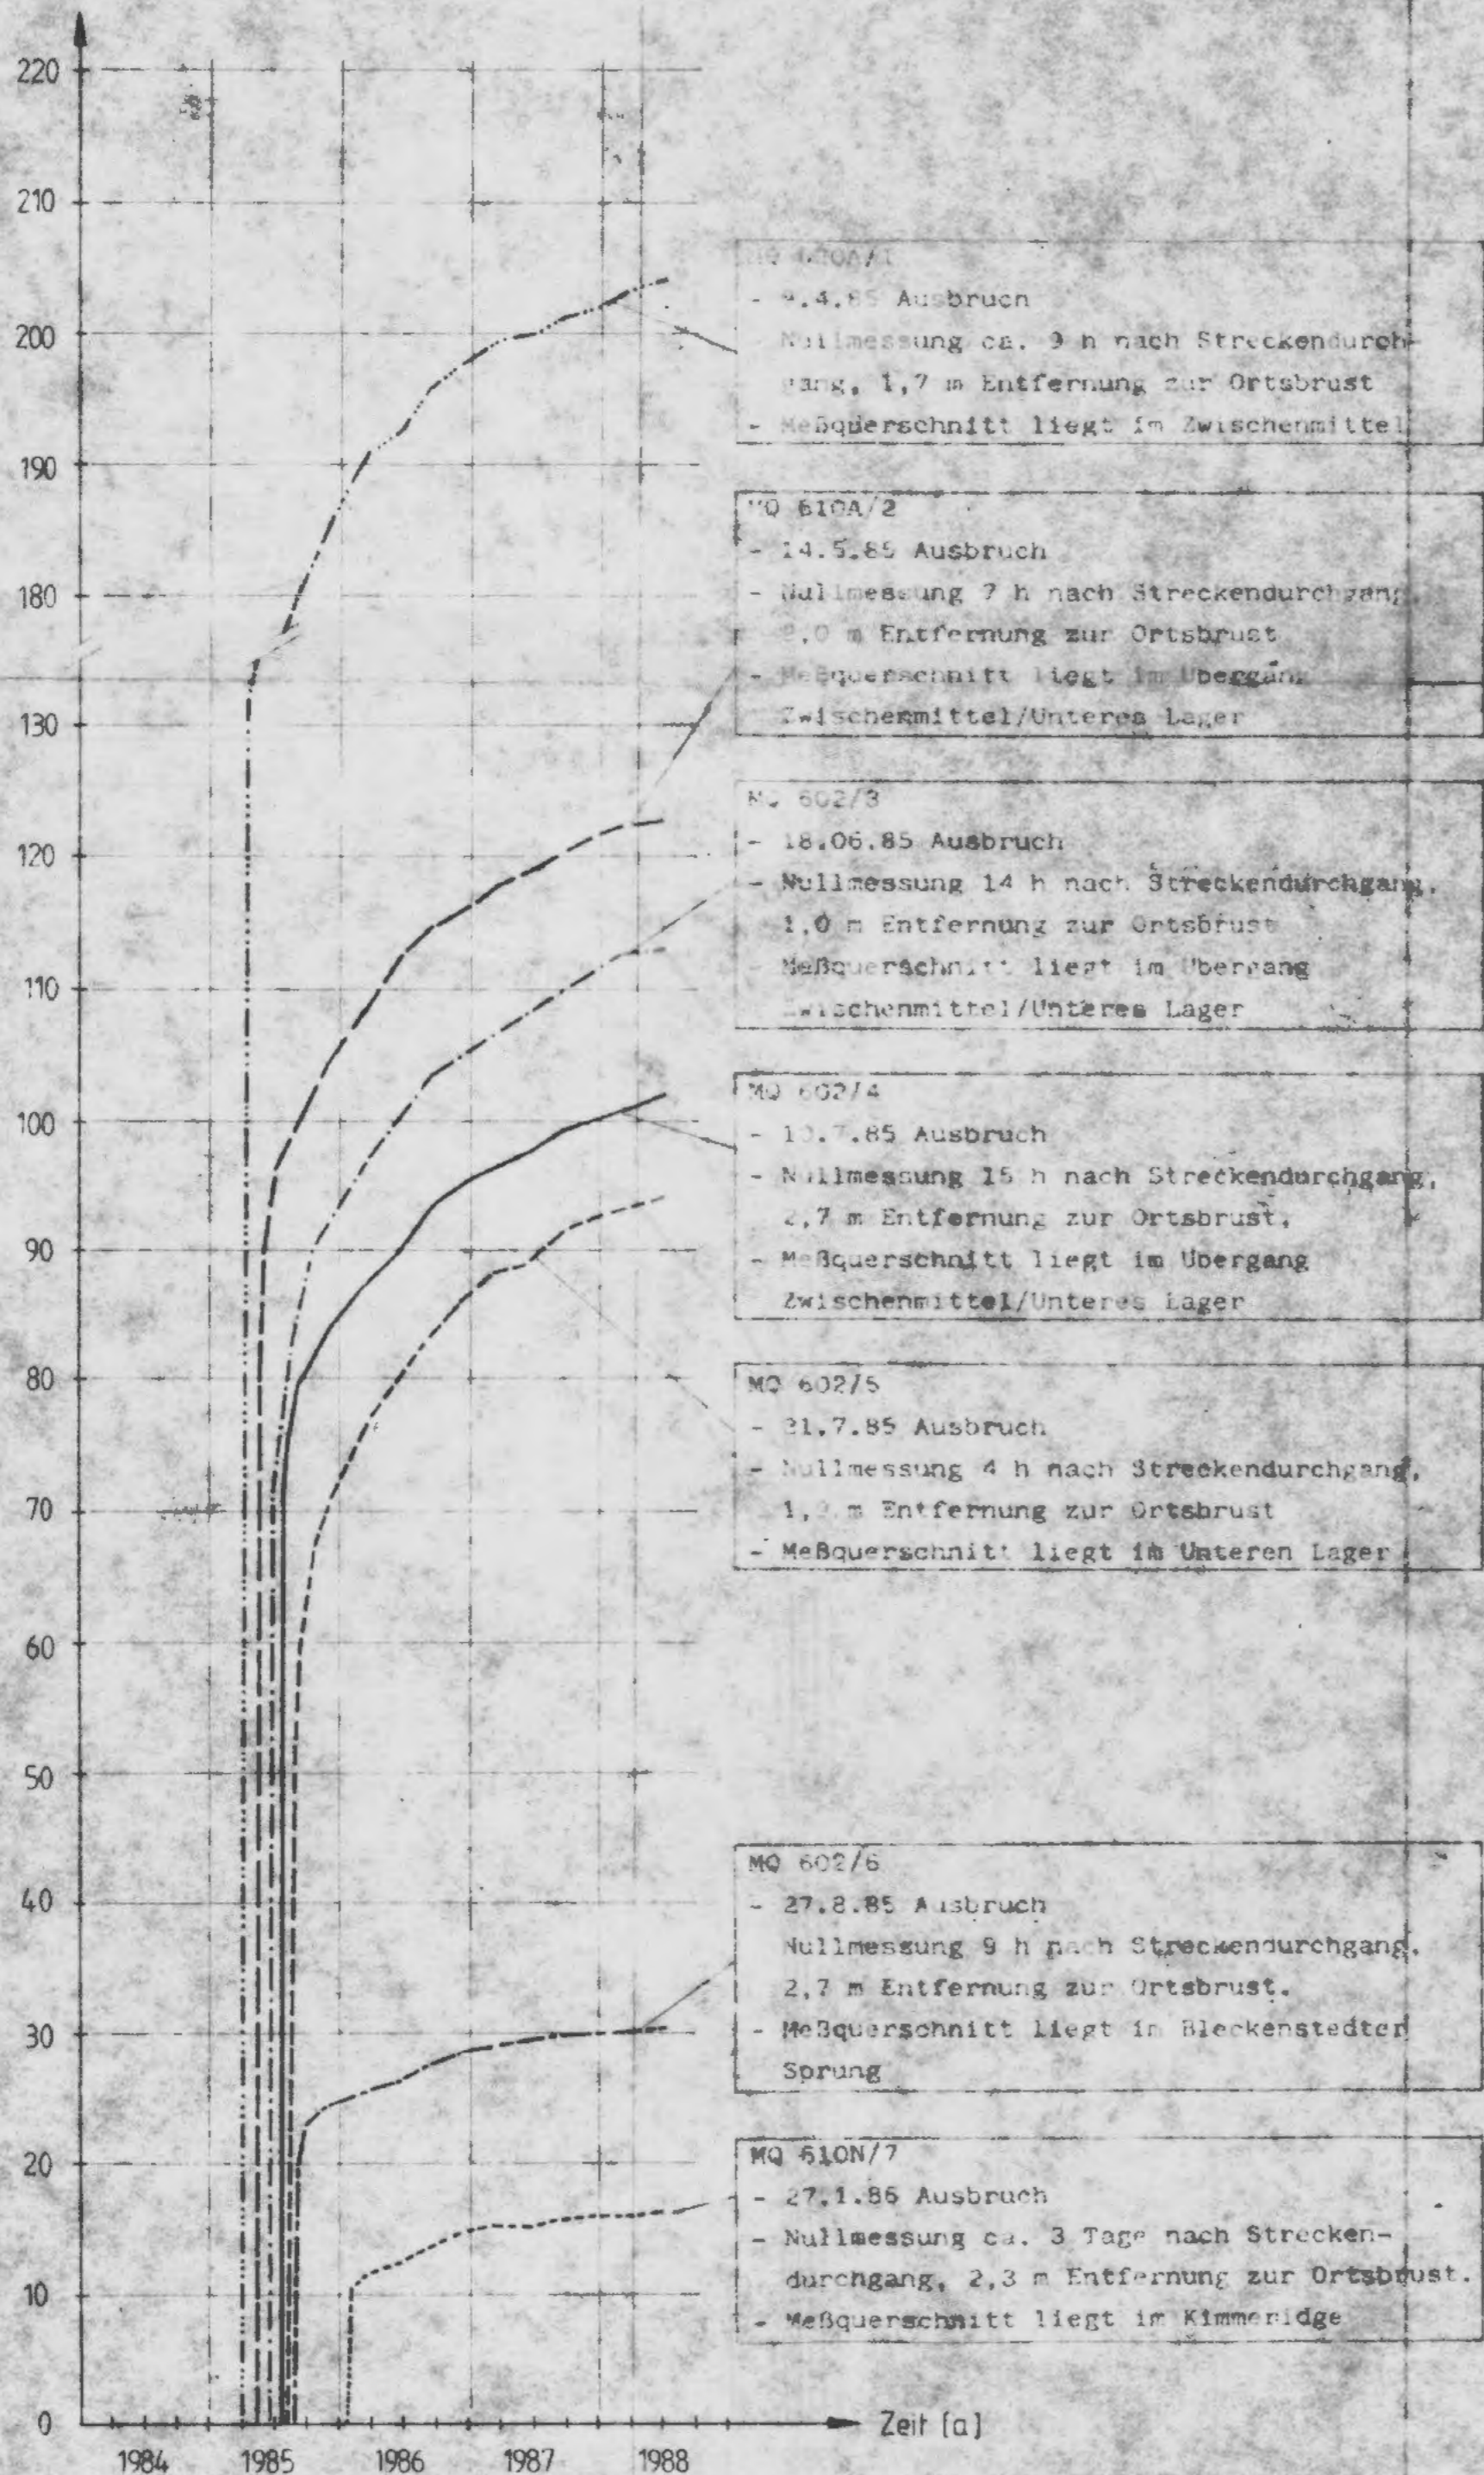 220
210
200
190
180
130
120
110
100
90
80
70
60
50
40
30
20
10
0
1984 1985 1986 1987 1988
Zeit [a]
- 85 Ausbruch
Nullmessung ca. 9 h nach Streckendurch-
gang, 1,7 m Entfernung zur Ortsbrust
- Meßquerschnitt liegt im Zwischenmittel
MQ 610A/2
- 14.5.85 Ausbruch
- Nullmessung 7 h nach Streckendurchgang,
m Entfernung zur Ortsbrust
- Meßquerschnitt liegt im Übergang
Zwischenmittel/Unteres Lager
MQ 602/3
- 18.06.85 Ausbruch
- Nullmessung 14 h nach Streckendurchgang,
1,0 m Entfernung zur Ortsbrust
Meßquerschnitt liegt im Übergang
Zwischenmittel/Unteres Lager
MQ 602/4
- 85 Ausbruch
- Nullmessung 15 h nach Streckendurchgang,
2,7 m Entfernung zur Ortsbrust,
- Meßquerschnitt liegt im Übergang
Zwischenmittel/Unteres Lager
MQ 602/5
- 21.7.85 Ausbruch
- Nullmessung 4 h nach Streckendurchgang,
m Entfernung zur Ortsbrust
- Meßquerschnitt liegt im Unteren Lager
MQ 602/6
- 27.8.85 Ausbruch
Nullmessung 9 h nach Streckendurchgang,
2,7 m Entfernung zur Ortsbrust.
- Meßquerschnitt liegt im Bleckenstedter
Sprung
MQ 610N/7
- 27.1.86 Ausbruch
- Nullmessung ca. 3 Tage nach Strecken-
durchgang, 2,3 m Entfernung zur Ortsbrust.
- Meßquerschnitt liegt im Kimmeridge